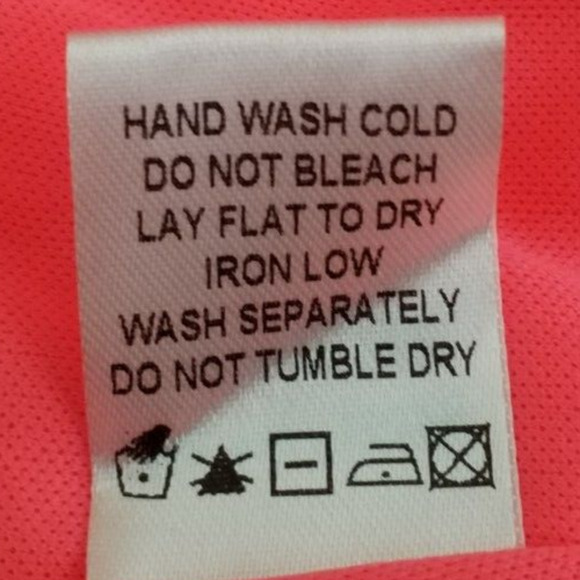 HAND WASH COLD
DO NOT BLEACH
LAY FLAT TO DRY
IRON LOW
WASH SEPARATELY
DO NOT TUMBLE DRY